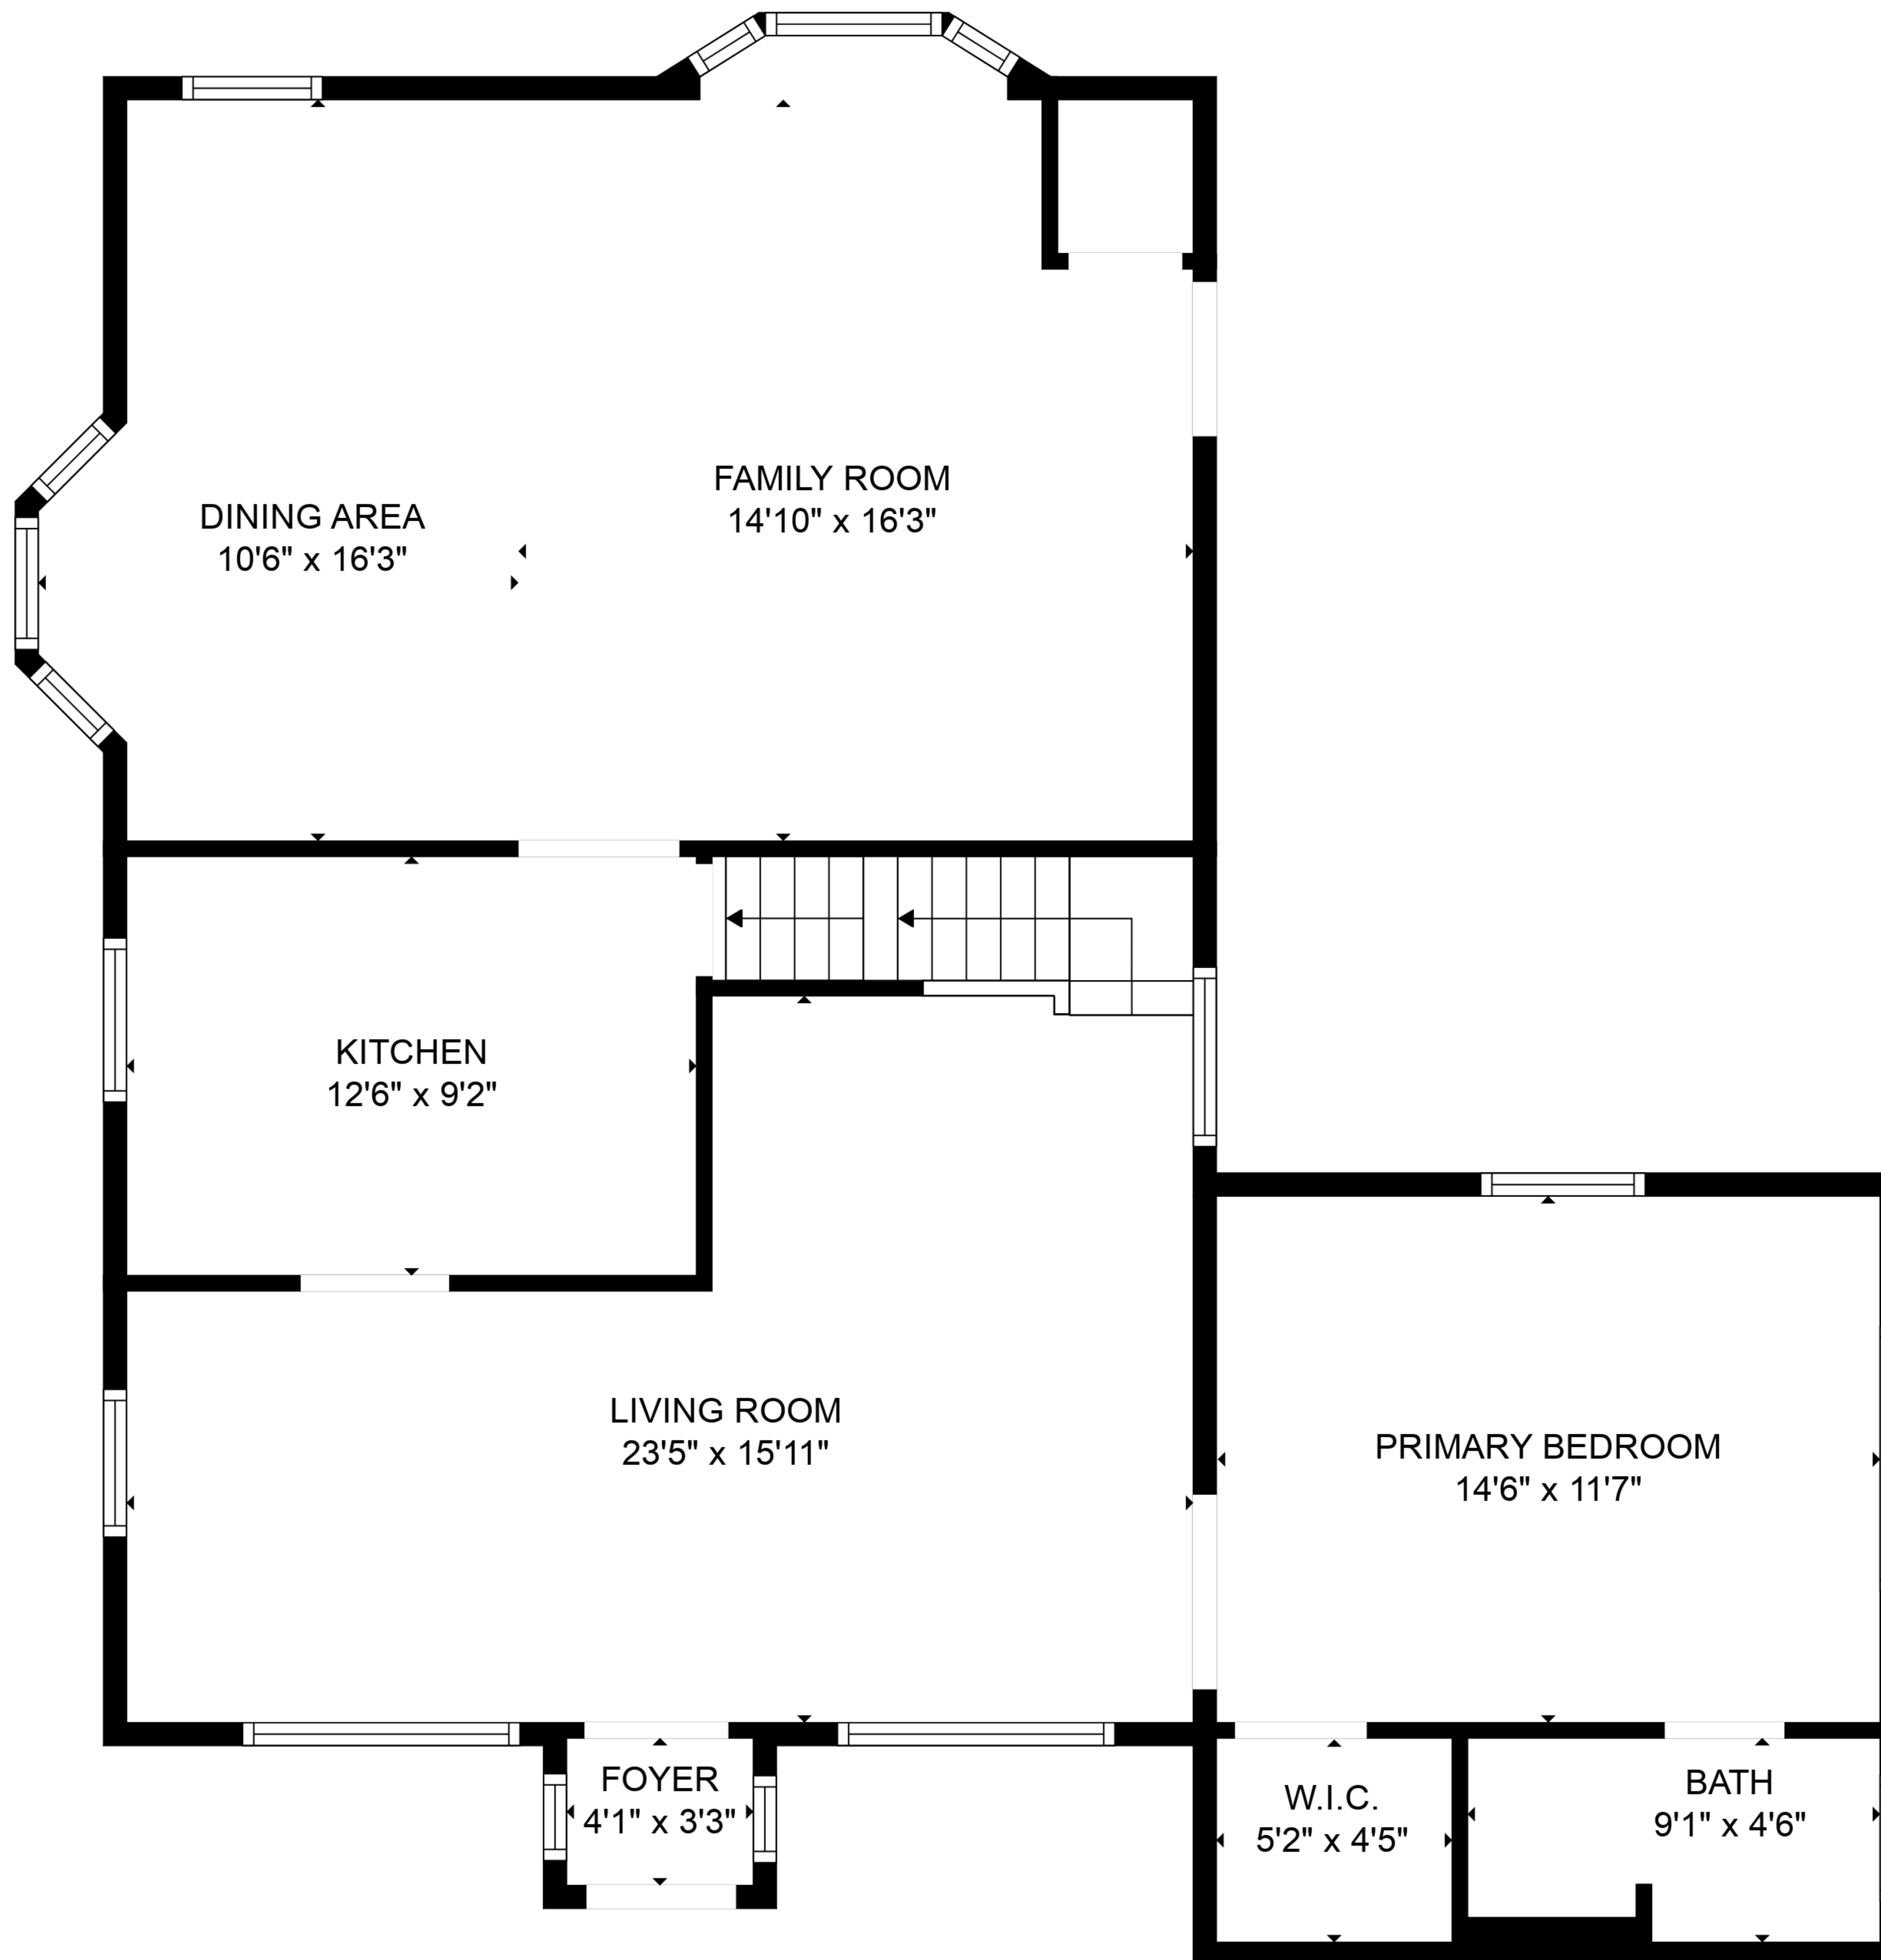 FAMILY ROOM
14'10" x 16'3"
DINING AREA
10'6" x 16'3"
KITCHEN
12'6" x 9'2"
LIVING ROOM
23'5" x 15'11"
PRIMARY BEDROOM
14'6" x 11'7"
FOYER
4'1" x 3'3"
W.I.C.
5'2" x 4'5"
BATH
9'1" x 4'6"